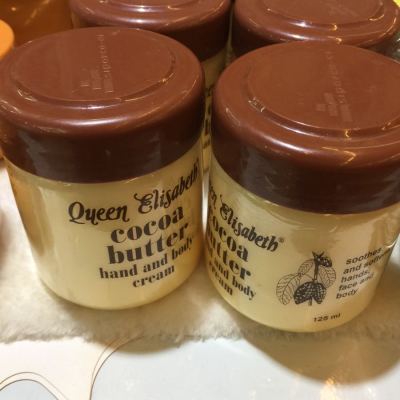 Queen Elisabeth
cocoa
butter
hand and body
cream
Elisabeth®
cocoa
butter
and body
cream
soothes
and softens
hands,
face and
body
125 ml